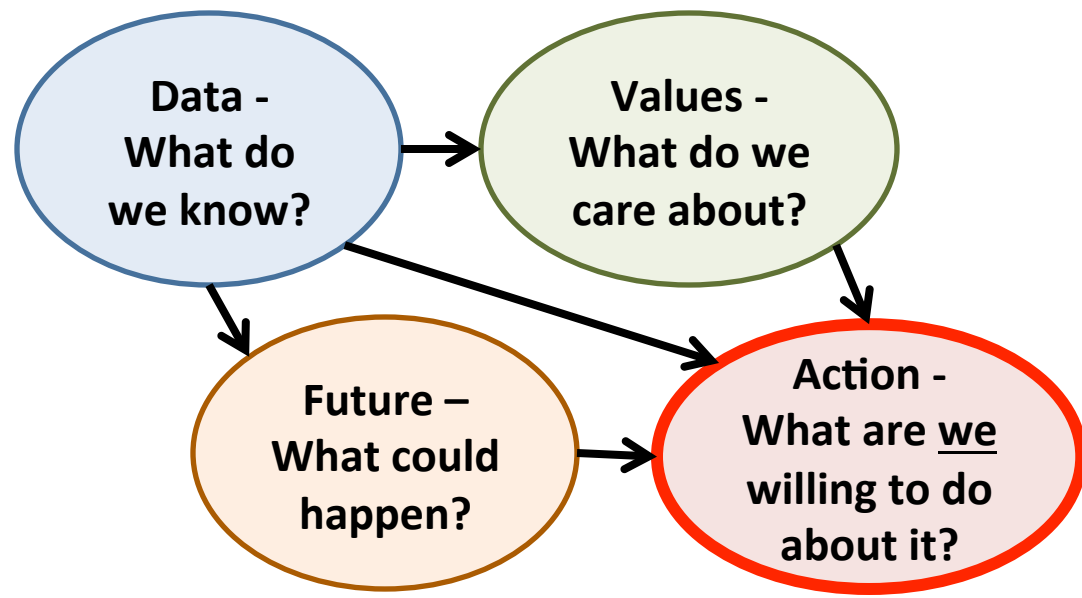 Data -
What do
we know?
Values -
What do we
care about?
Future –
What could
happen?
Action -
What are we
willing to do
about it?